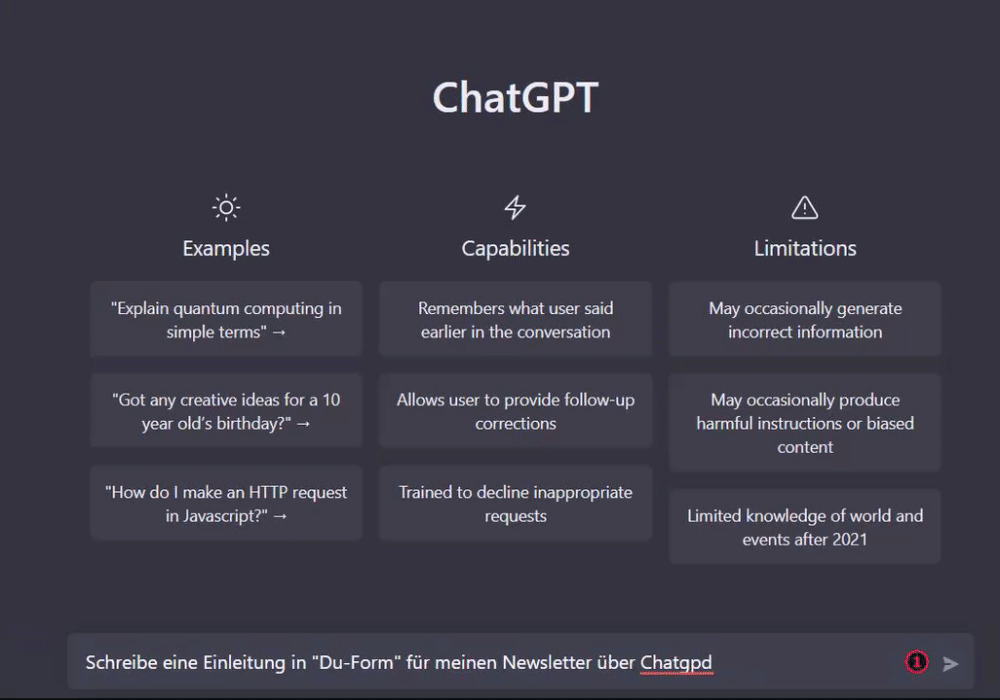 ChatGPT
Examples
"Explain quantum computing in
simple terms" →
"Got any creative ideas for a 10
year old's birthday?" →
"How do I make an HTTP request
in Javascript?" →
Capabilities
Remembers what user said
earlier in the conversation
Allows user to provide follow-up
corrections
Trained to decline inappropriate
requests
Limitations
May occasionally generate
incorrect information
May occasionally produce
harmful instructions or biased
content
Limited knowledge of world and
events after 2021
Schreibe eine Einleitung in "Du-Form" für meinen Newsletter über Chatgpd
1